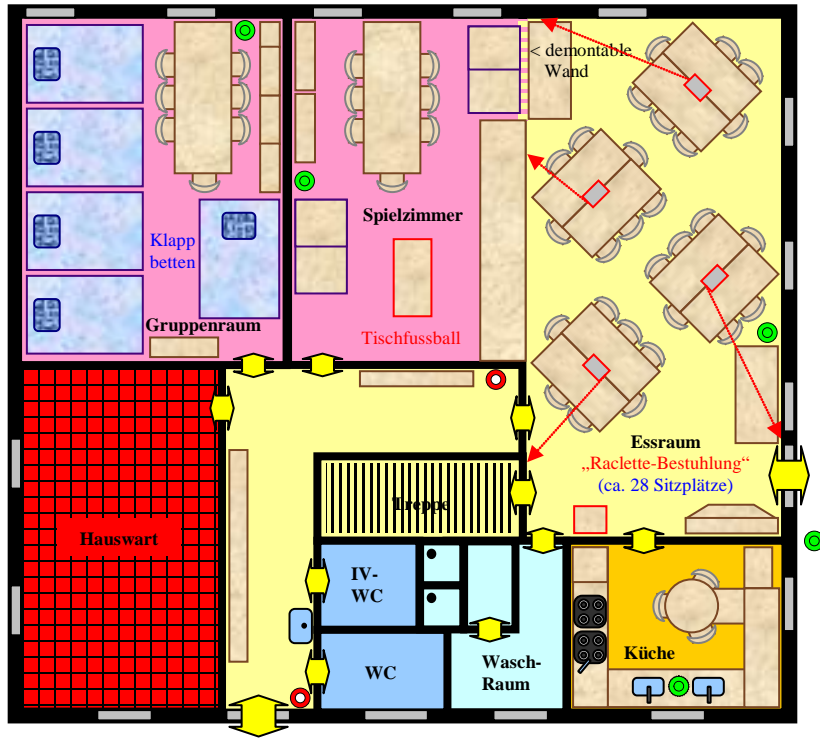 < demontable
Wand
Spielzimmer
Klapp
betten
Gruppenraum
Tischfussball
Essraum
„Raclette-Bestuhlung“
(ca. 28 Sitzplätze)
Treppe
Hauswart
IV-
WC
WC
Wasch-
Raum
Küche